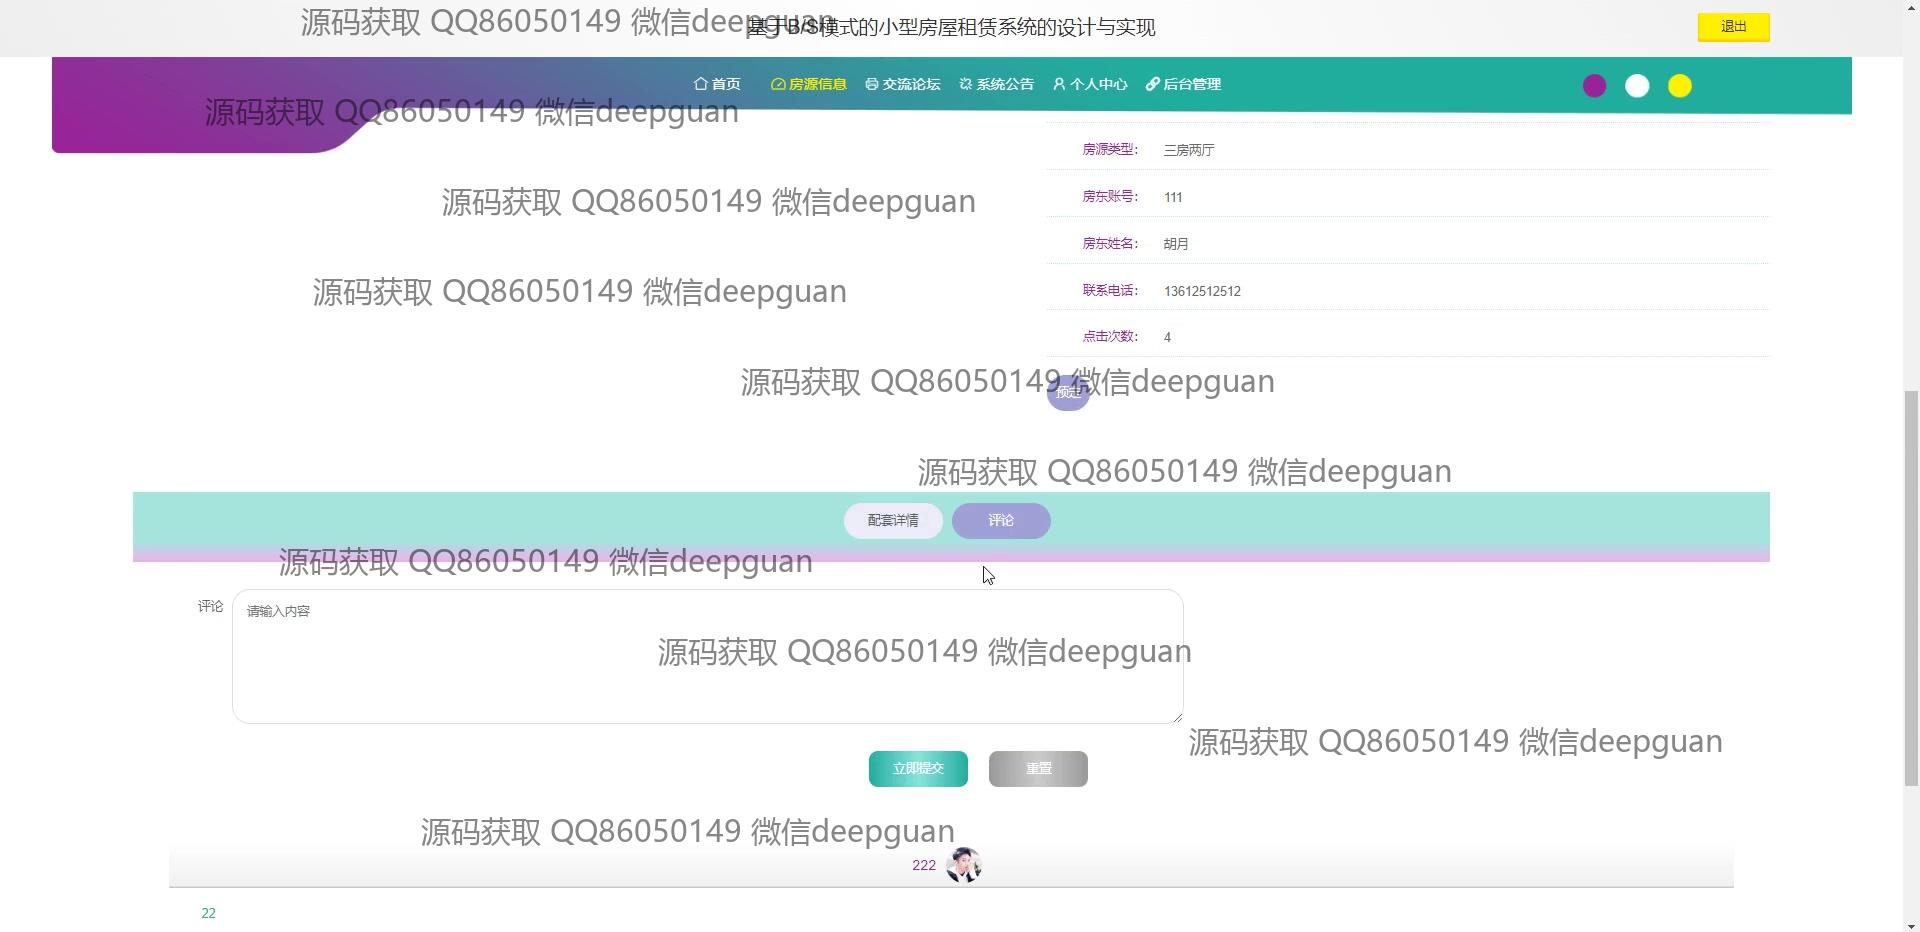 源码获取 QQ86050149 微信deepguan
基于B/S模式的小型房屋租赁系统的设计与实现
退出
首页 房源信息 交流论坛 系统公告 个人中心 后台管理
源码获取 QQ86050149 微信deepguan
房源类型： 三房两厅
房东账号： 111
源码获取 QQ86050149 微信deepguan
房东姓名： 胡月
联系电话： 13612512512
源码获取 QQ86050149 微信deepguan
点击次数： 4
源码获取 QQ86050149 微信deepguan
预定
源码获取 QQ86050149 微信deepguan
配套详情 评论
源码获取 QQ86050149 微信deepguan
评论 请输入内容
源码获取 QQ86050149 微信deepguan
源码获取 QQ86050149 微信deepguan
立即提交 重置
源码获取 QQ86050149 微信deepguan
222
22